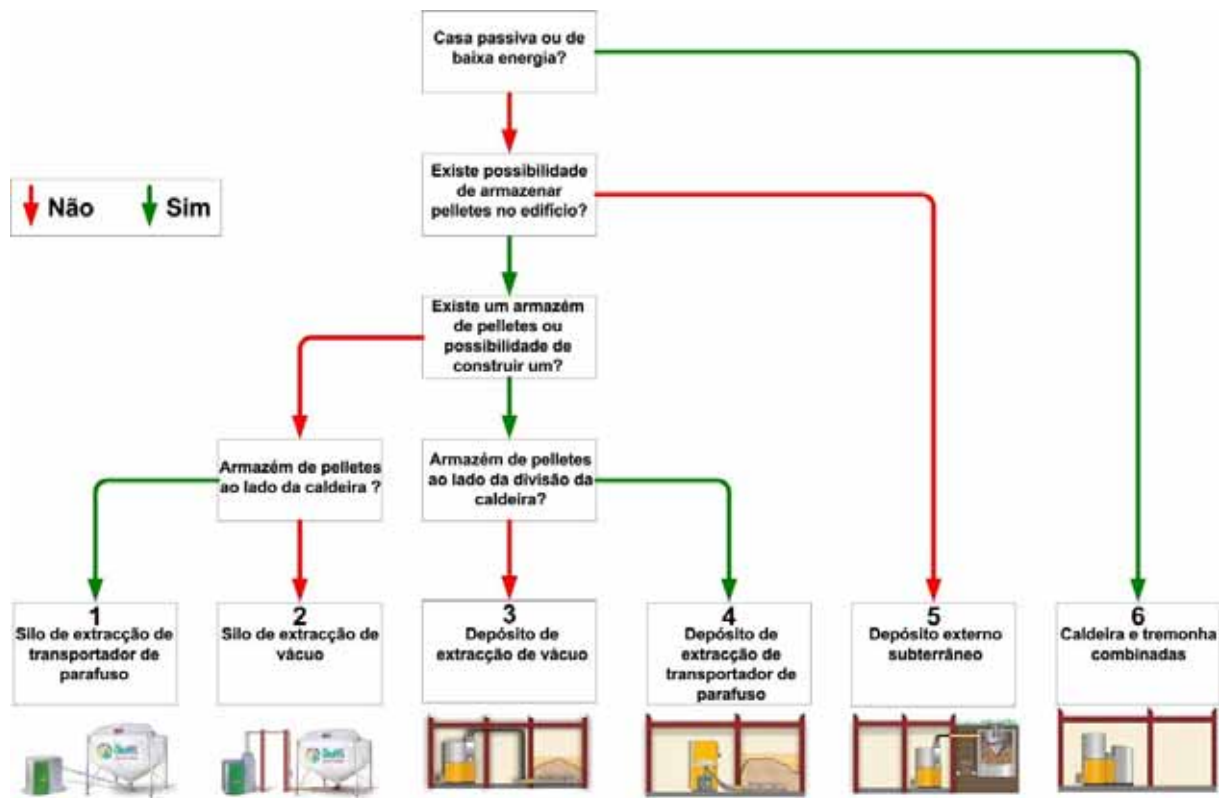 Casa passiva ou de
baixa energia?
Existe possibilidade
de armazenar
pelletes no edifício?
Não
Sim
Existe um armazém
de pelletes ou
possibilidade de
construir um?
Armazém de pelletes
ao lado da caldeira ?
Armazém de pelletes
ao lado da divisão da
caldeira?
1
Silo de extracção de
transportador de
parafuso
2
Silo de extracção de
vácuo
3
Depósito de
extracção de vácuo
4
Depósito de
extracção de
transportador de
parafuso
5
Depósito externo
subterrâneo
6
Caldeira e tremonha
combinadas